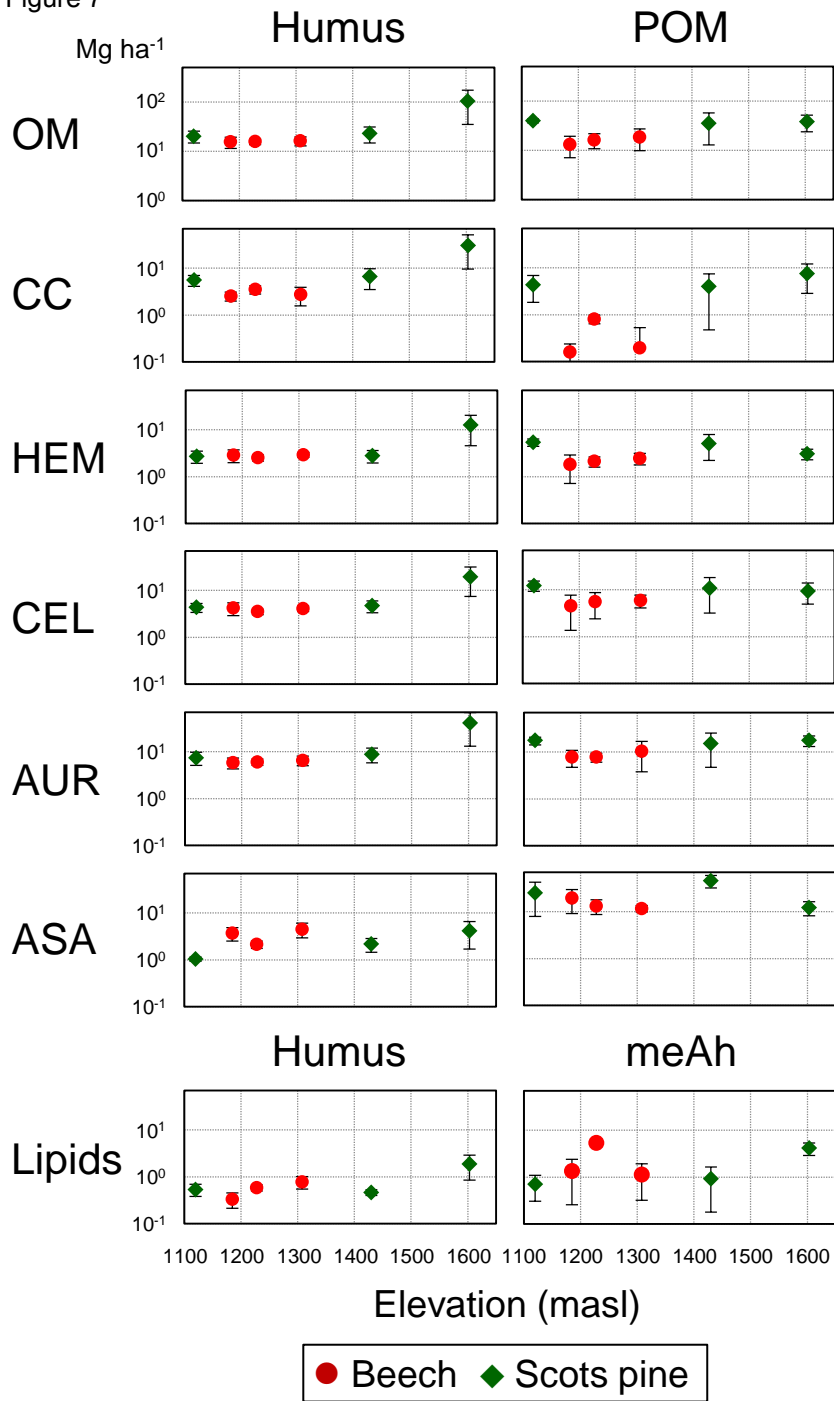 Figure 7
Humus POM
Mg ha⁻¹
OM
10²
10¹
10⁰
CC
10¹
10⁰
10⁻¹
HEM
10¹
10⁰
10⁻¹
CEL
10¹
10⁰
10⁻¹
AUR
10¹
10⁰
10⁻¹
ASA
10¹
10⁰
10⁻¹
Humus meAh
Lipids
10¹
10⁰
10⁻¹
1100 1200 1300 1400 1500 1600 1100 1200 1300 1400 1500 1600
Elevation (masl)
Beech Scots pine